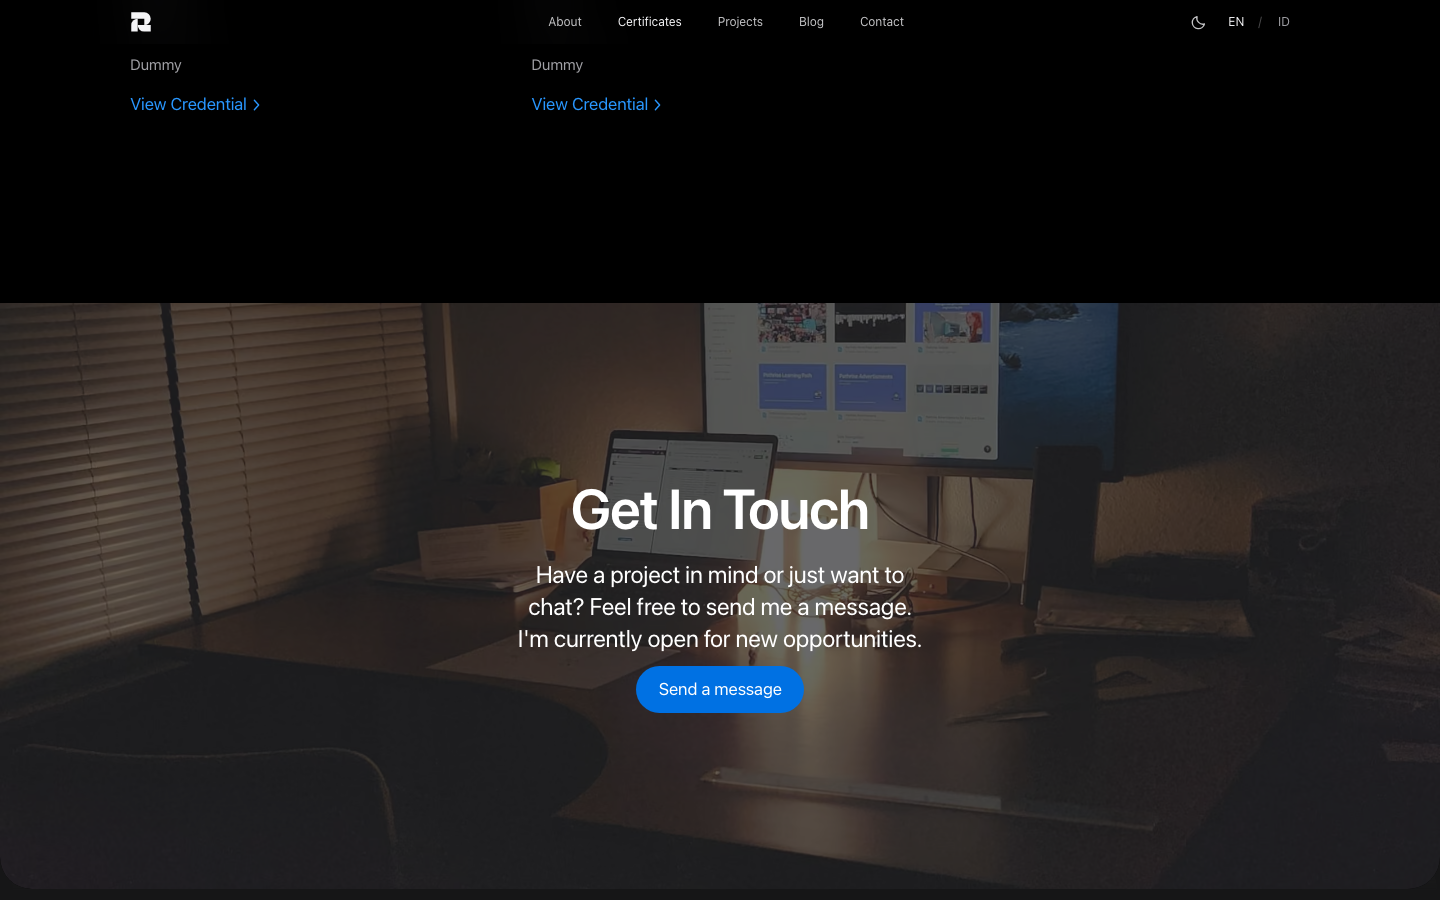 About
Certificates
Projects
Blog
Contact
EN / ID
Dummy
Dummy
View Credential
View Credential
Get In Touch
Have a project in mind or just want to
chat? Feel free to send me a message.
I'm currently open for new opportunities.
Send a message